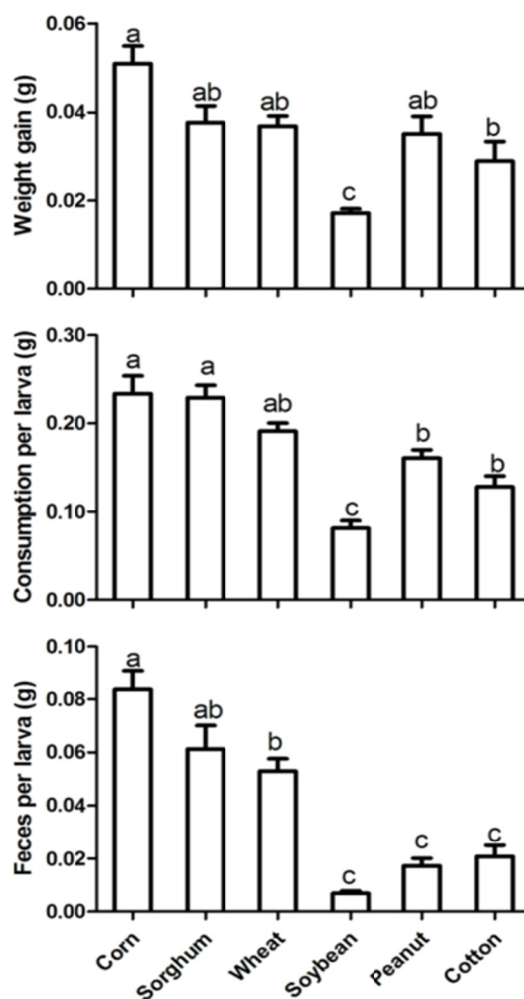 Weight gain (g)
0.06
0.04
0.02
0.00
a
ab
ab
c
ab
b
Consumption per larva (g)
0.30
0.20
0.10
0.00
a
a
ab
c
b
b
Feces per larva (g)
0.10
0.08
0.06
0.04
0.02
0.00
a
ab
b
c
c
c
Corn
Sorghum
Wheat
Soybean
Peanut
Cotton